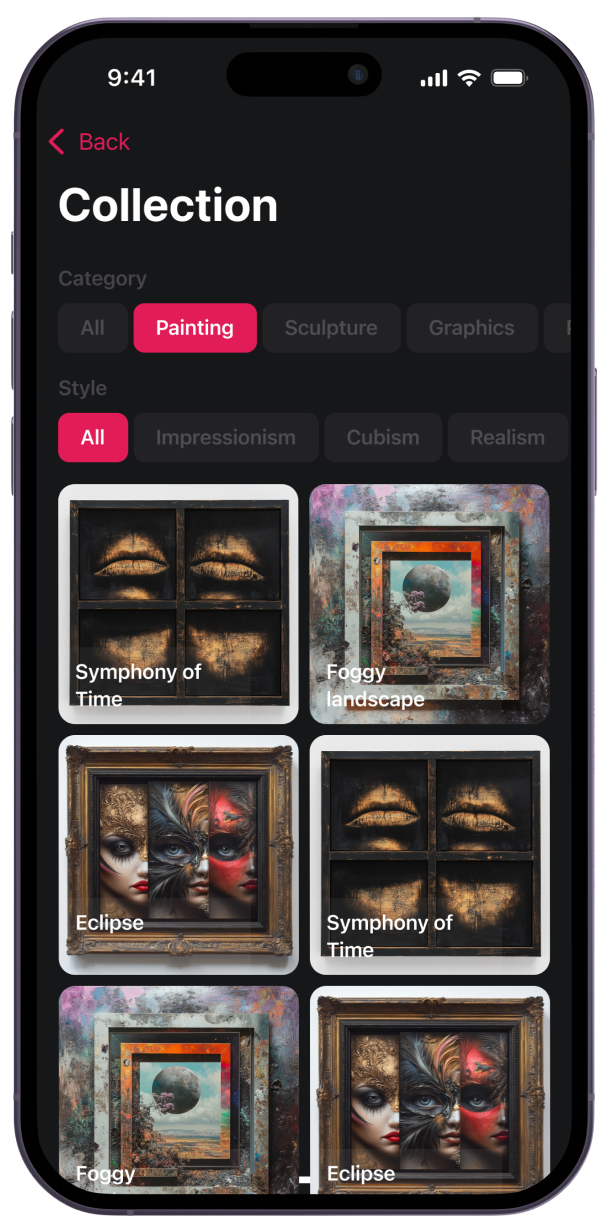 9:41
Back
Collection
Category
All Painting Sculpture Graphics
Style
All Impressionism Cubism Realism
Symphony of
Time
Foggy
landscape
Eclipse
Symphony of
Time
Foggy
Eclipse